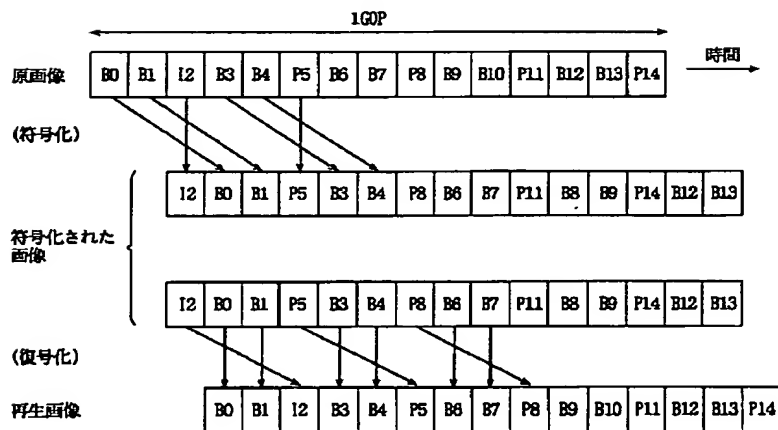 1GOP
原画像 B0 B1 I2 B3 B4 P5 B6 B7 P8 B9 B10 P11 B12 B13 P14 時間
(符号化)
I2 B0 B1 P5 B3 B4 P8 B6 B7 P11 B8 B9 P14 B12 B13
符号化された
画像
I2 B0 B1 P5 B3 B4 P8 B6 B7 P11 B8 B9 P14 B12 B13
(復号化)
再生画像 B0 B1 I2 B3 B4 P5 B6 B7 P8 B9 B10 P11 B12 B13 P14